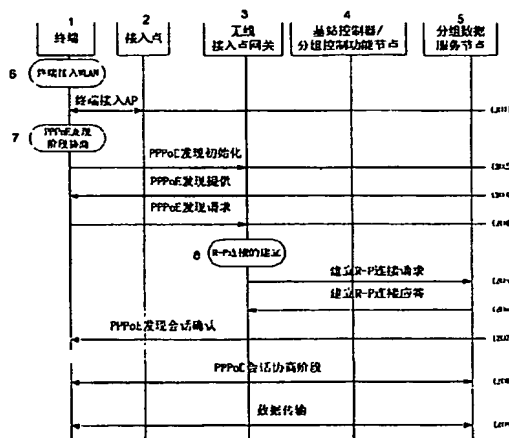 1
2
3
4
5
终端
接入点
无线
接入点网关
基站控制器/
分组控制功能节点
分组数据
服务节点
6
终端接入WLAN
终端接入AP
7
PPPoE发现
阶段协商
PPPoE发现初始化
PPPoE发现提供
PPPoE发现请求
8
R-P连接的建立
建立R-P连接请求
建立R-P连接应答
PPPoE发现会话确认
PPPoE会话协商阶段
数据传输